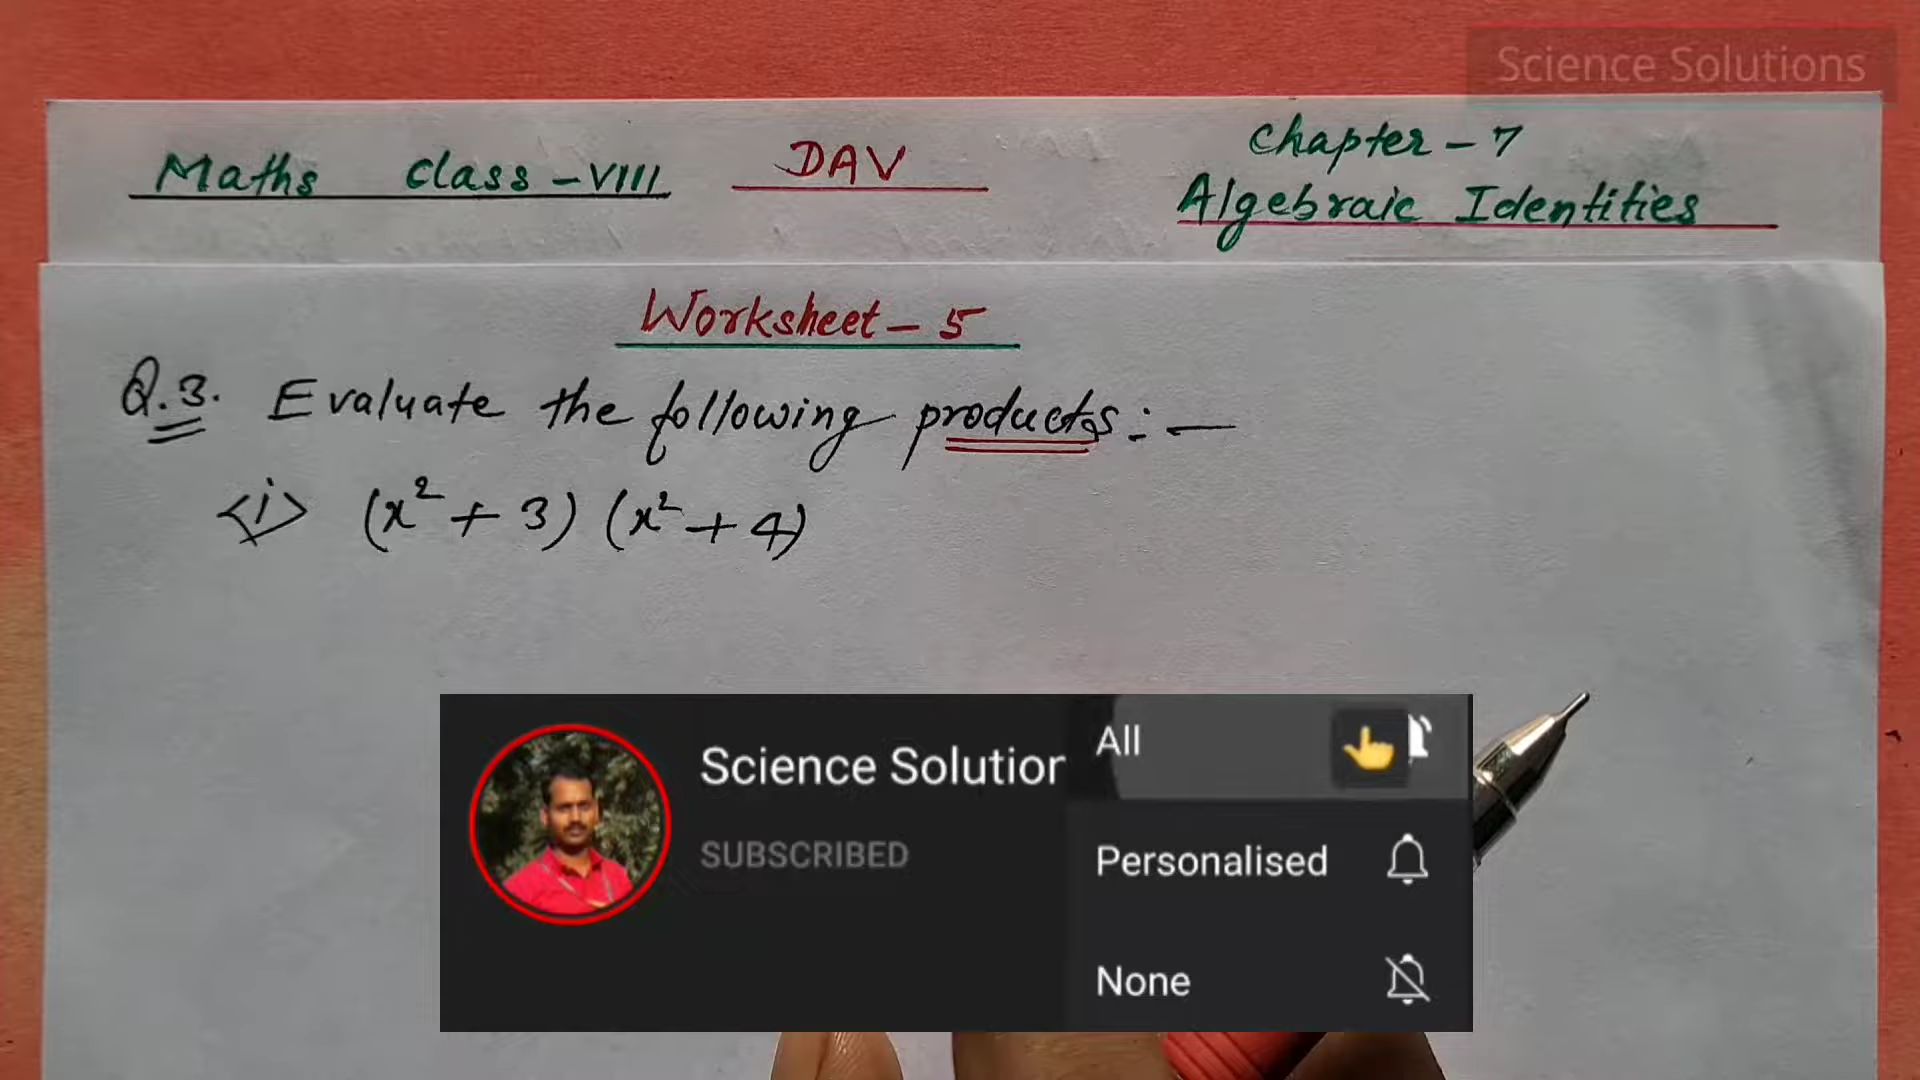 Science Solutions
Maths Class - VIII DAV Chapter - 7
Algebraic Identities
Worksheet - 5
Q.3. Evaluate the following products : —
<i> (x² + 3) (x² + 4)
Science Solution
SUBSCRIBED
All
Personalised
None